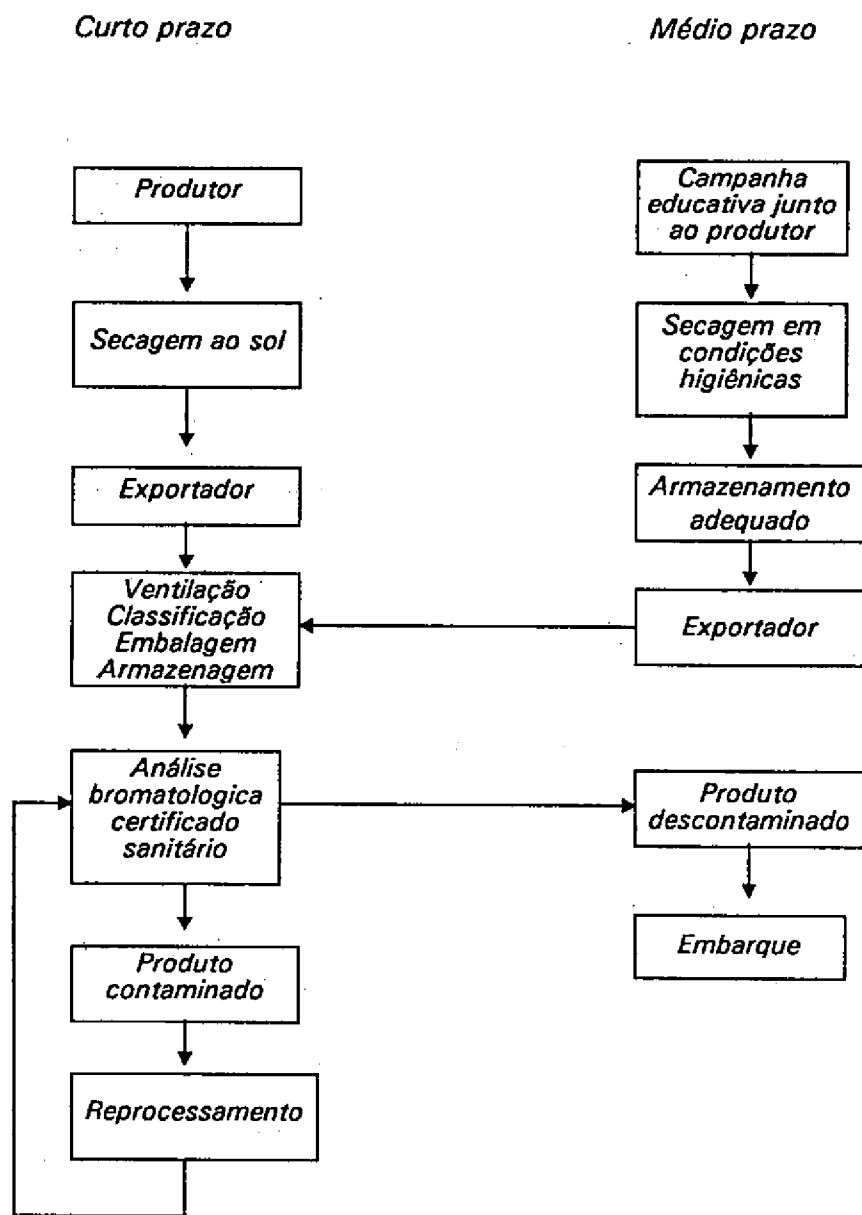 Curto prazo
Médio prazo
Produtor
Secagem ao sol
Exportador
Ventilação
Classificação
Embalagem
Armazenagem
Análise
bromatologica
certificado
sanitário
Produto
contaminado
Reprocessamento
Campanha
educativa junto
ao produtor
Secagem em
condições
higiênicas
Armazenamento
adequado
Exportador
Produto
descontaminado
Embarque